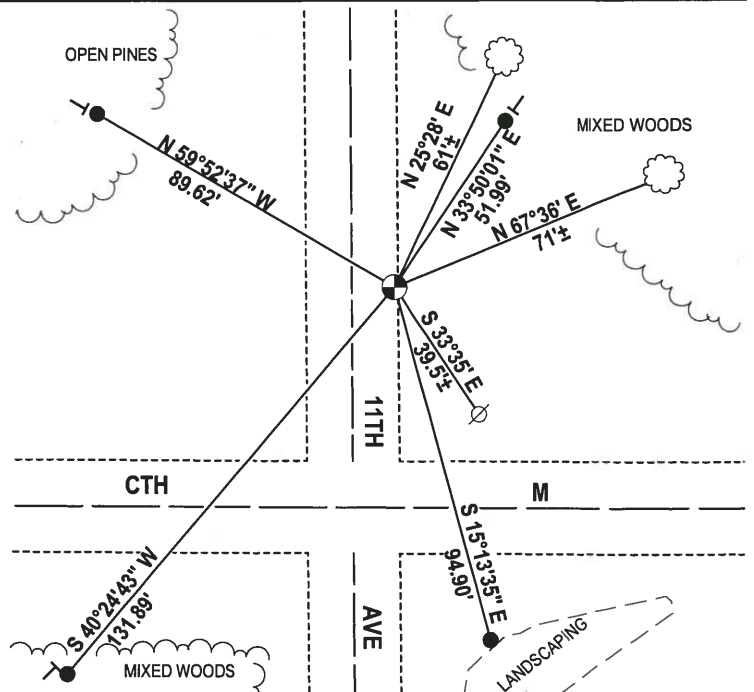 OPEN PINES
MIXED WOODS
N 25°28' E
61'±
N 33°50'01" E
51.99'
N 59°52'37" W
89.62'
N 67°36' E
71'±
S 33°35' E
39.5'±
11TH
CTH
M
S 15°13'35" E
94.90'
S 40°24'43" W
131.89'
AVE
LANDSCAPING
MIXED WOODS